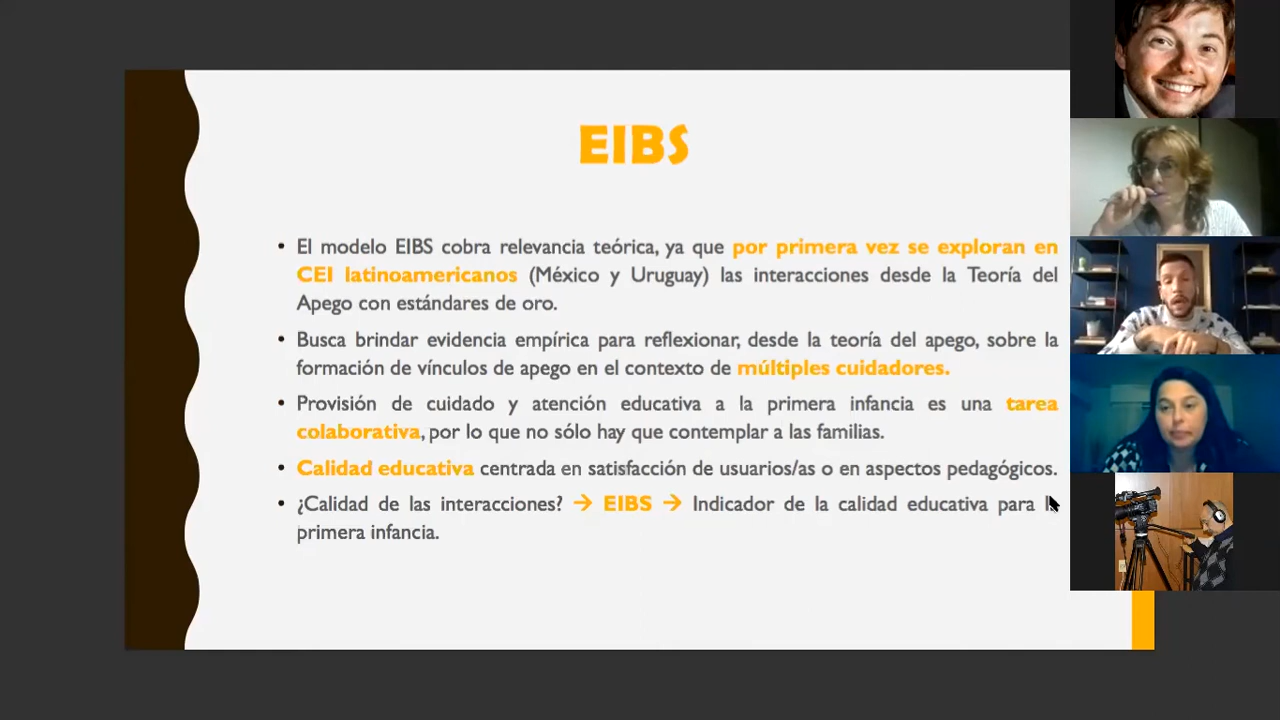 EIBS
• El modelo EIBS cobra relevancia teórica, ya que por primera vez se exploran en
CEI latinoamericanos (México y Uruguay) las interacciones desde la Teoría del
Apego con estándares de oro.
• Busca brindar evidencia empírica para reflexionar, desde la teoría del apego, sobre la
formación de vínculos de apego en el contexto de múltiples cuidadores.
• Provisión de cuidado y atención educativa a la primera infancia es una tarea
colaborativa, por lo que no sólo hay que contemplar a las familias.
• Calidad educativa centrada en satisfacción de usuarios/as o en aspectos pedagógicos.
• ¿Calidad de las interacciones? → EIBS → Indicador de la calidad educativa para la
primera infancia.